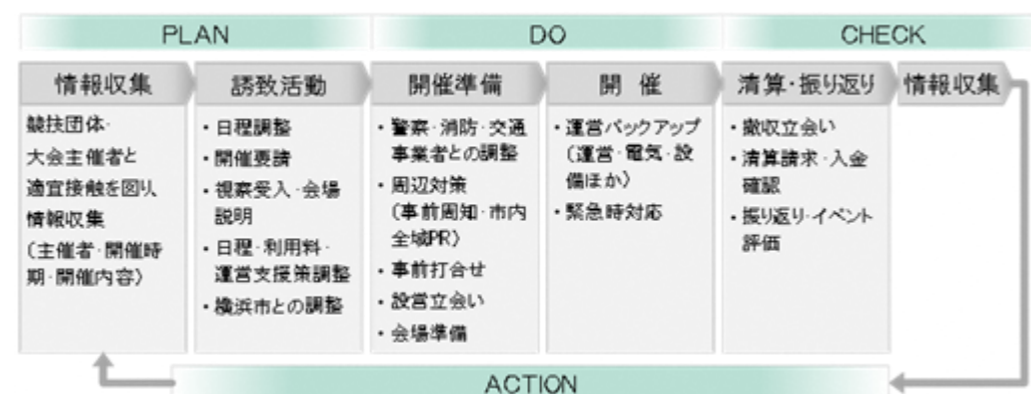 PLAN
DO
CHECK
情報収集
誘致活動
開催準備
開 催
清算・振り返り
情報収集
競技団体・
大会主催者と
適宜接触を図り、
情報収集
(主催者・開催時
期・開催内容)
・日程調整
・開催要請
・視察受入・会場
説明
・日程・利用料・
運営支援策調整
・横浜市との調整
・警察・消防・交通
事業者との調整
・周辺対策
(事前周知・市内
全域PR)
・事前打合せ
・設営立会い
・会場準備
・運営バックアップ
(運営・電気・設
備ほか)
・緊急時対応
・撤収立会い
・清算請求・入金
確認
・振り返り・イベント
評価
ACTION